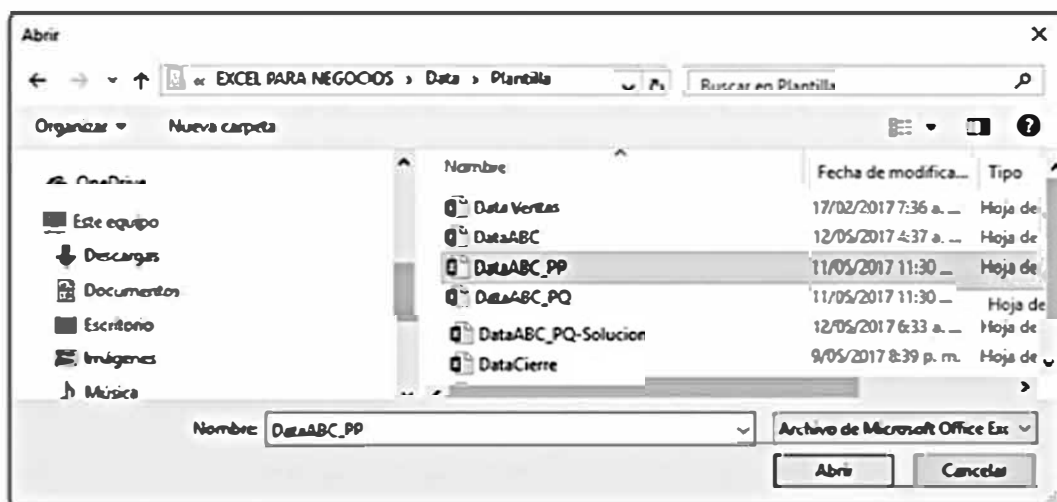 Abrir
« EXCEL PARA NEGOCIOS › Data › Plantilla
Buscar en Plantilla
Organizar
Nueva carpeta
OneDrive
Este equipo
Descargas
Documentos
Escritorio
Imágenes
Música
Nombre Fecha de modifica... Tipo
Data Ventas 17/02/2017 7:36 a. ... Hoja de
DataABC 12/05/2017 4:37 a. ... Hoja de
DataABC_PP 11/05/2017 11:30 ... Hoja de
DataABC_PQ 11/05/2017 11:30 ... Hoja de
DataABC_PQ-Solucion 12/05/2017 6:33 a. ... Hoja de
DataCierre 9/05/2017 8:39 p. m. Hoja de
Nombre: DataABC_PP
Archivo de Microsoft Office Exc
Abrir
Cancelar